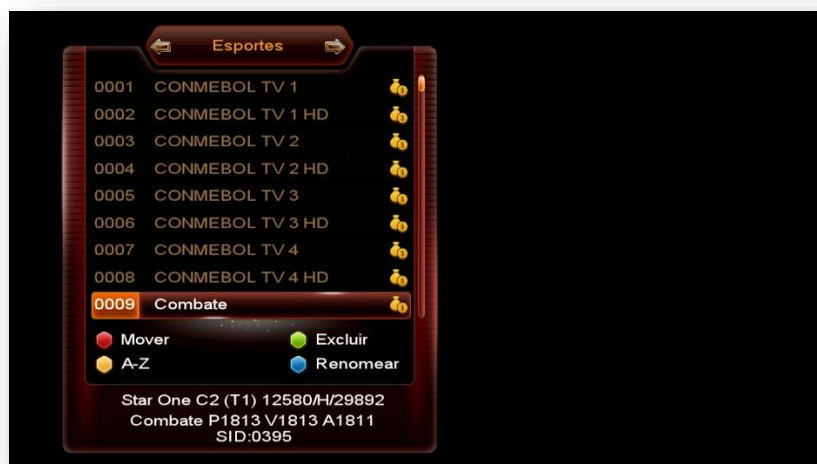 Esportes
0001 CONMEBOL TV 1
0002 CONMEBOL TV 1 HD
0003 CONMEBOL TV 2
0004 CONMEBOL TV 2 HD
0005 CONMEBOL TV 3
0006 CONMEBOL TV 3 HD
0007 CONMEBOL TV 4
0008 CONMEBOL TV 4 HD
0009 Combate
Mover Excluir
A-Z Renomear
Star One C2 (T1) 12580/H/29892
Combate P1813 V1813 A1811
SID:0395